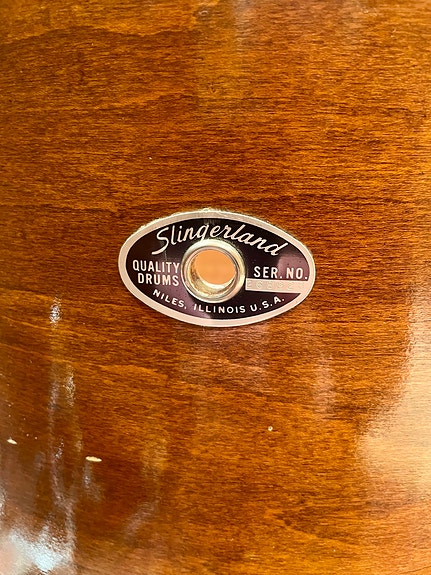 Slingerland
QUALITY
DRUMS
SER. NO.
NILES, ILLINOIS U.S.A.